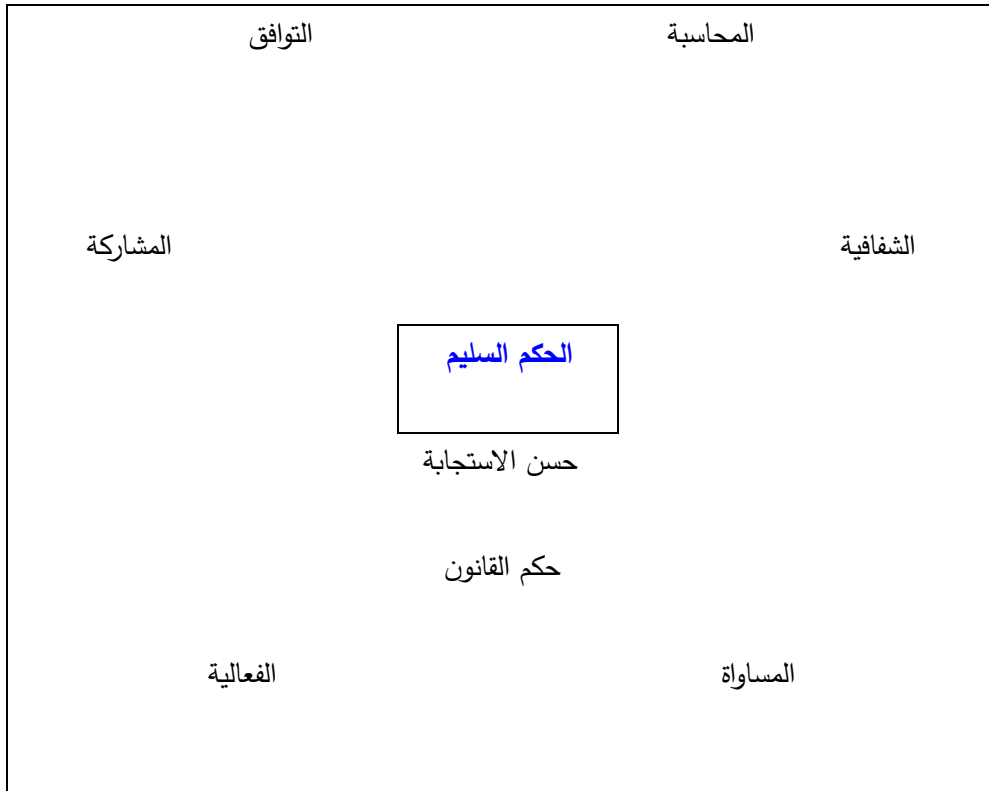 المحاسبة
التوافق
الشفافية
المشاركة
الحكم السليم
حسن الاستجابة
حكم القانون
المساواة
الفعالية